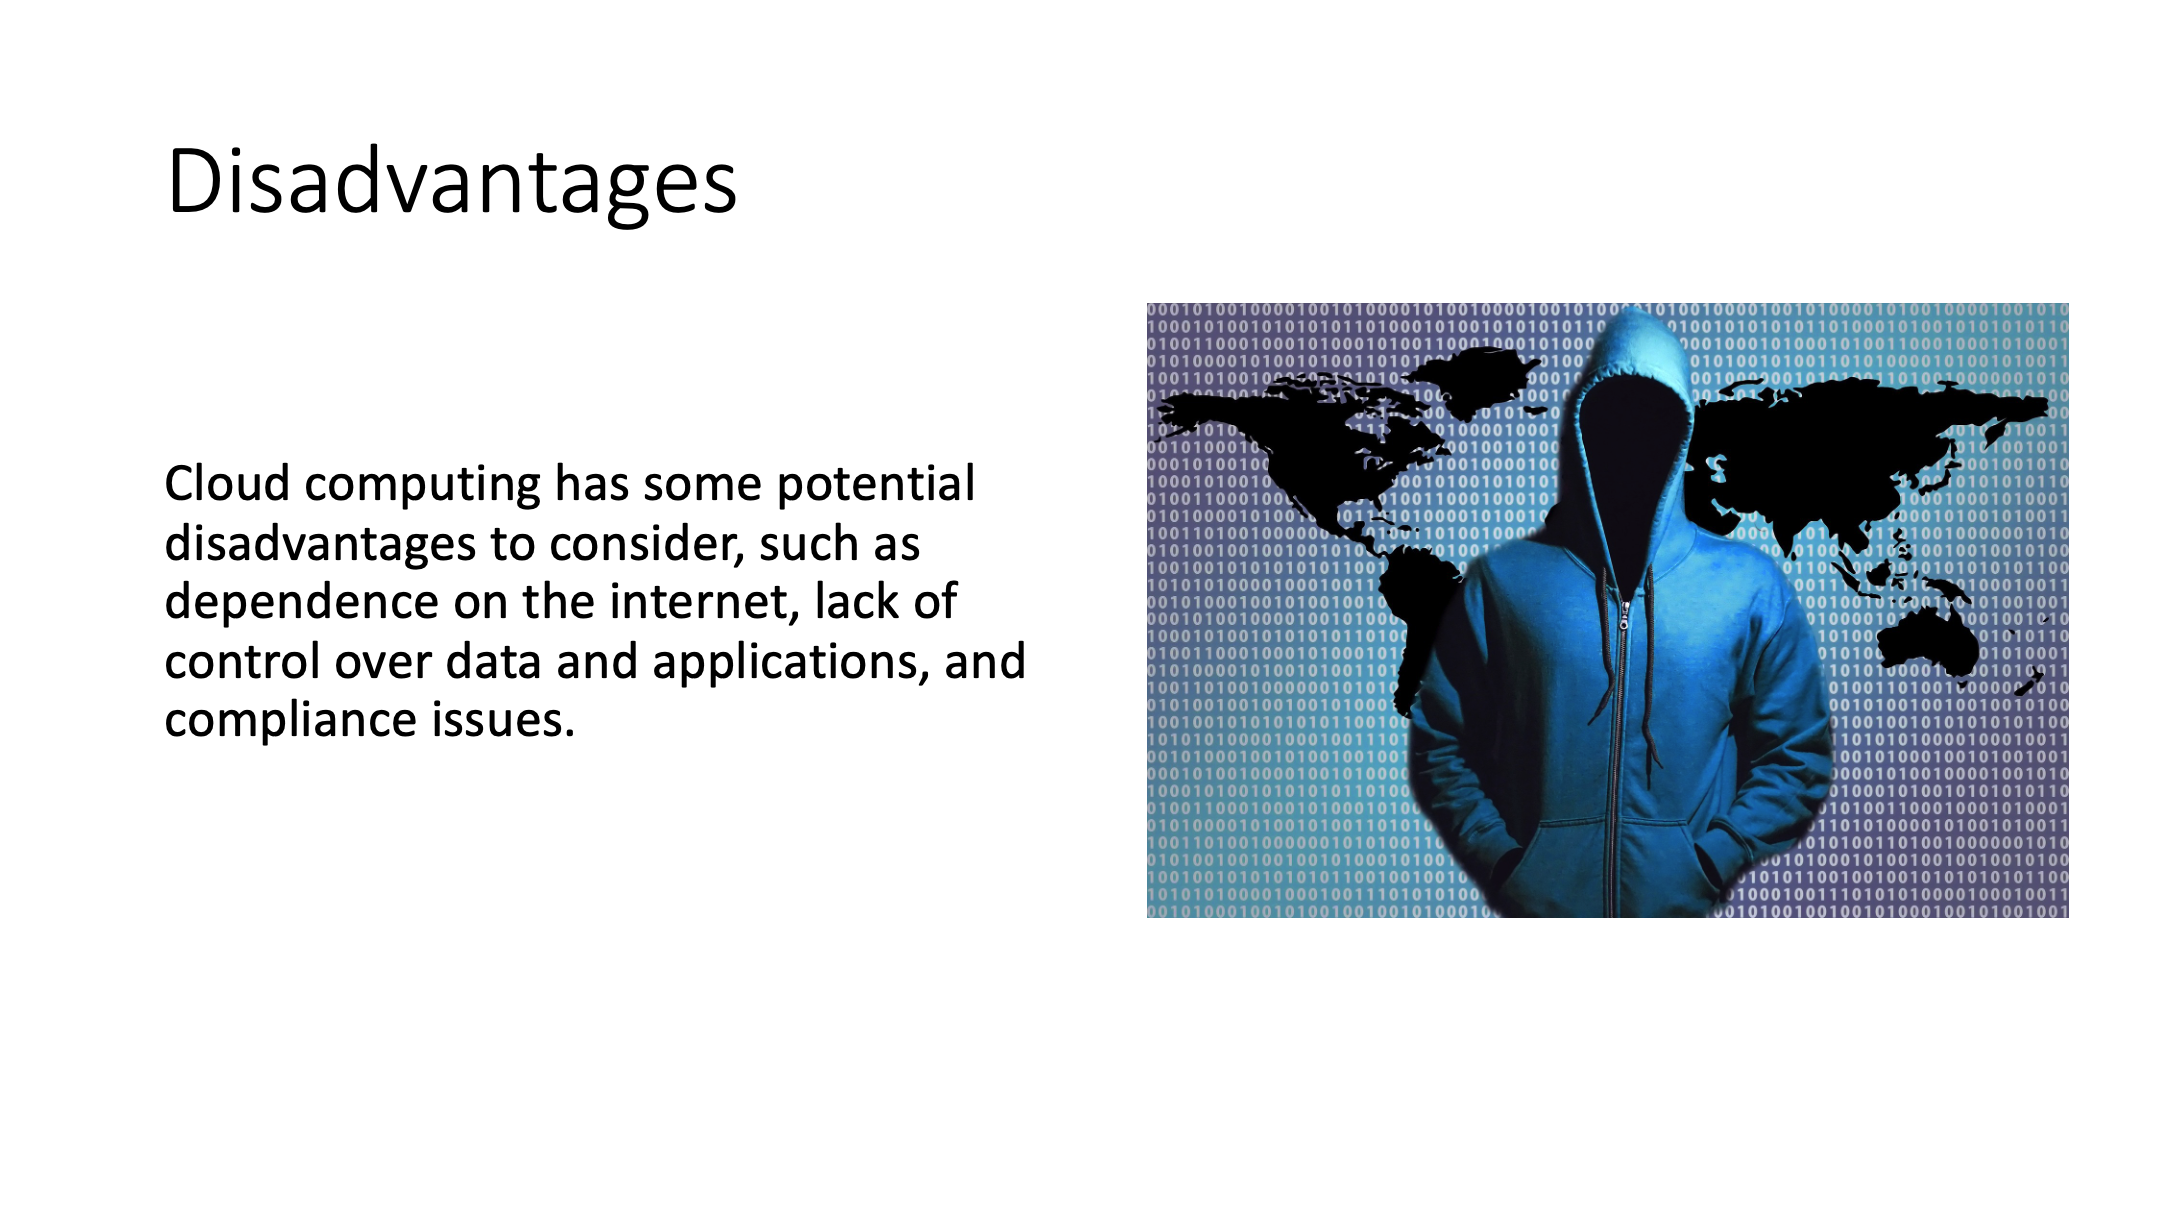 Disadvantages
Cloud computing has some potential
disadvantages to consider, such as
dependence on the internet, lack of
control over data and applications, and
compliance issues.